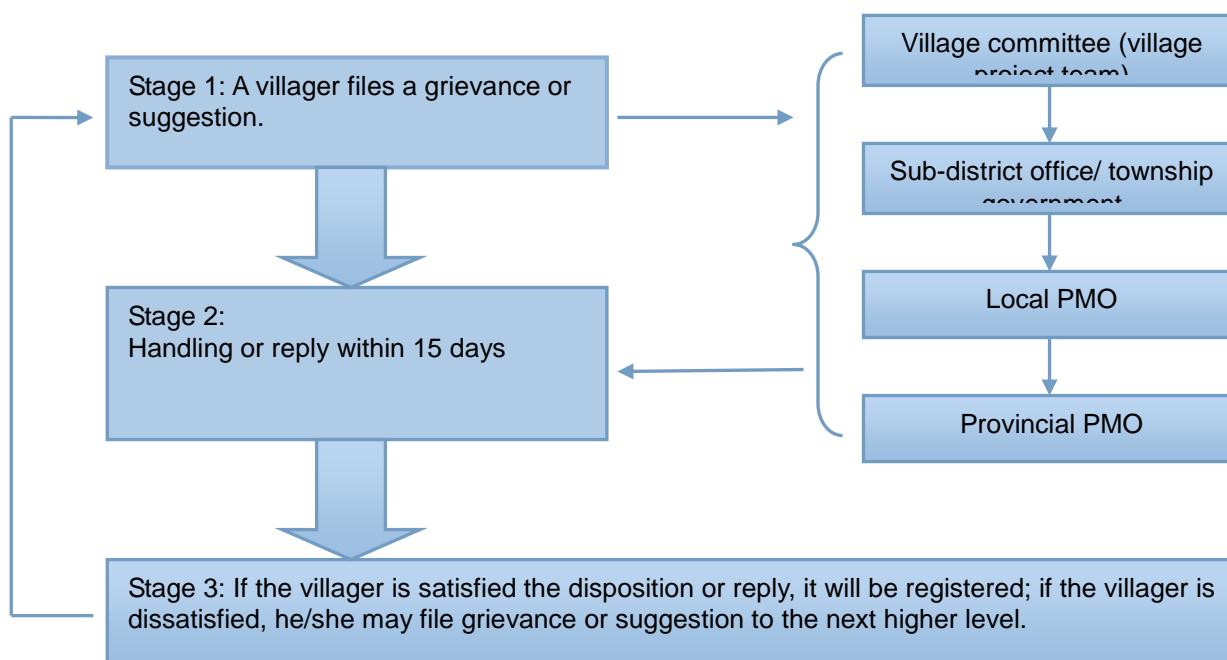 Stage 1: A villager files a grievance or
suggestion.
Village committee (village
project team)
Sub-district office/ township
government
Local PMO
Provincial PMO
Stage 2:
Handling or reply within 15 days
Stage 3: If the villager is satisfied the disposition or reply, it will be registered; if the villager is
dissatisfied, he/she may file grievance or suggestion to the next higher level.